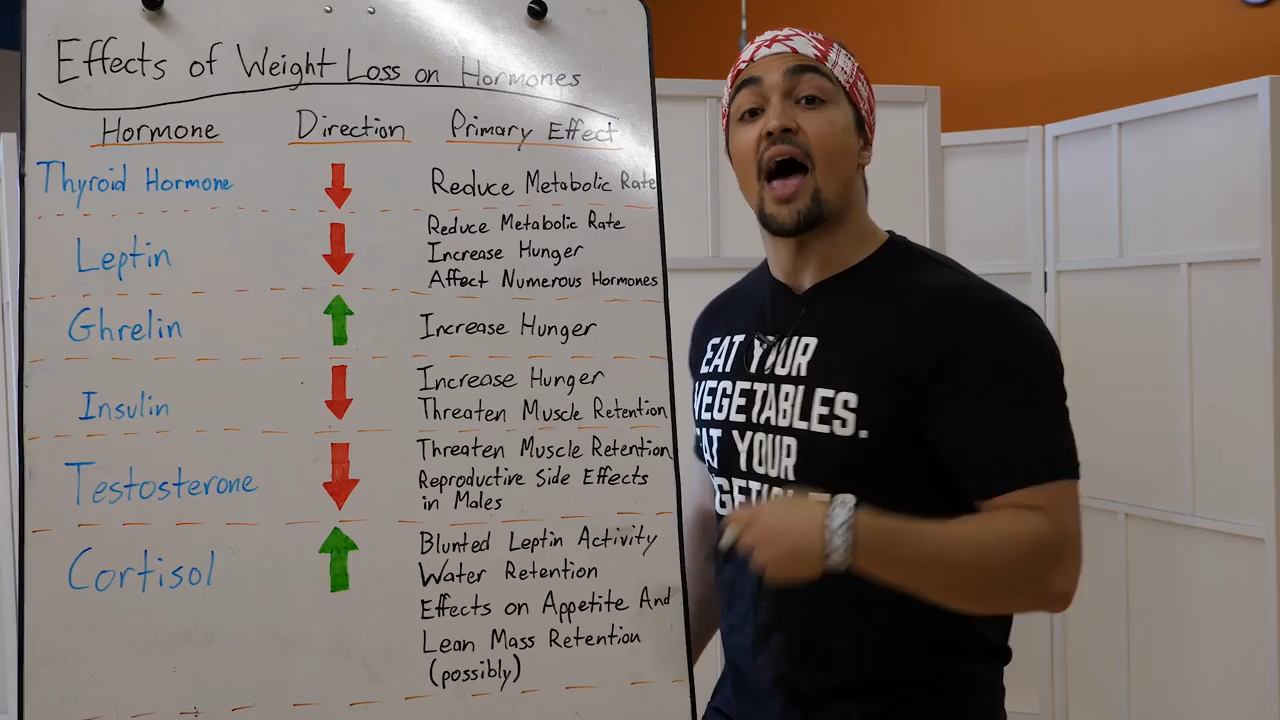 Effects of Weight Loss on Hormones
Hormone Direction Primary Effect
Thyroid Hormone Reduce Metabolic Rate
Leptin Reduce Metabolic Rate
Increase Hunger
Affect Numerous Hormones
Ghrelin Increase Hunger
Insulin Increase Hunger
Threaten Muscle Retention
Testosterone Threaten Muscle Retention
Reproductive Side Effects
in Males
Cortisol Blunted Leptin Activity
Water Retention
Effects on Appetite And
Lean Mass Retention
(possibly)
EAT YOUR
VEGETABLES.
EAT YOUR